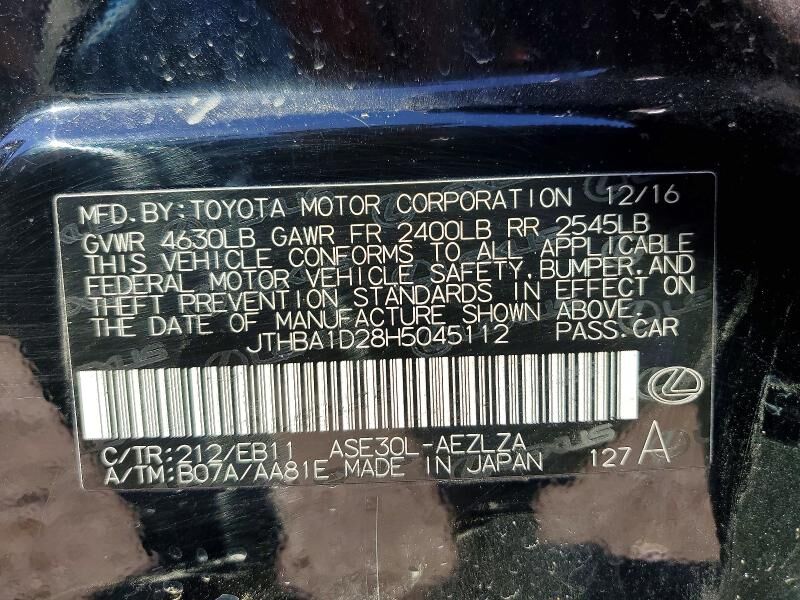 MFD.BY:TOYOTA MOTOR CORPORATION 12/16
GVWR 4630LB GAWR FR 2400LB RR 2545LB
THIS VEHICLE CONFORMS TO ALL APPLICABLE
FEDERAL MOTOR VEHICLE SAFETY,BUMPER,AND
THEFT PREVENTION STANDARDS IN EFFECT ON
THE DATE OF MANUFACTURE SHOWN ABOVE.
JTHBA1D28H5045112 PASS.CAR
C/TR:212/EB11 ASE30L-AEZLZA
A/TM:B07A/AA81E MADE IN JAPAN 127A